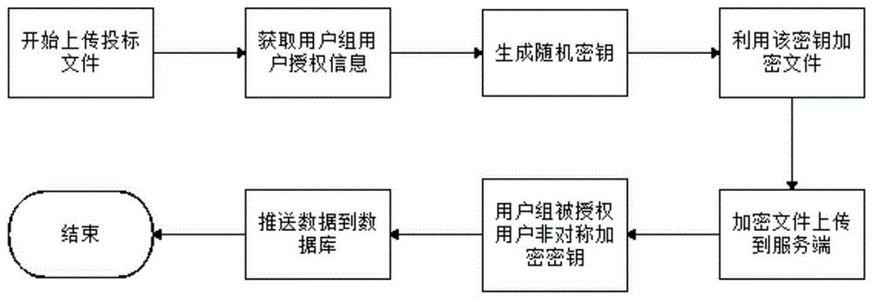 开始上传投标
文件
获取用户组用
户授权信息
生成随机密钥
利用该密钥加
密文件
加密文件上传
到服务端
用户组被授权
用户非对称加
密密钥
推送数据到数
据库
结束